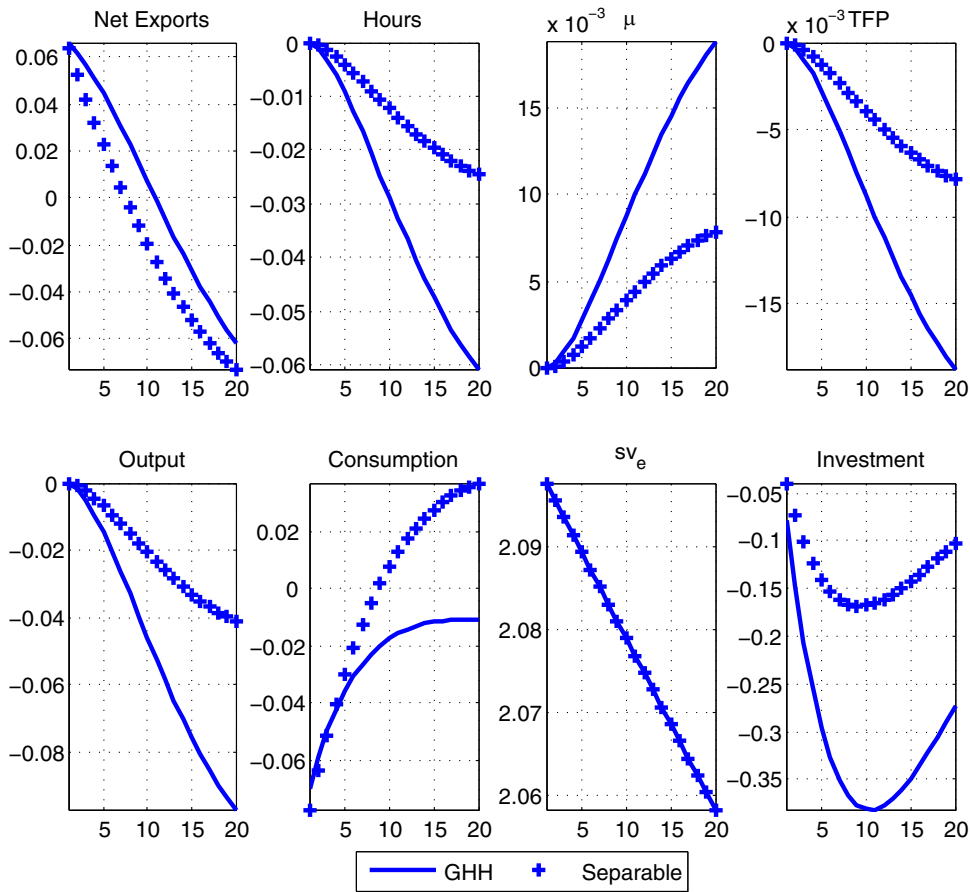 Net Exports
0.06
0.04
0.02
0
−0.02
−0.04
−0.06
5 10 15 20
Hours
0
−0.01
−0.02
−0.03
−0.04
−0.05
−0.06
5 10 15 20
x 10−3 μ
15
10
5
0
5 10 15 20
x 10−3 TFP
0
−5
−10
−15
5 10 15 20
Output
0
−0.02
−0.04
−0.06
−0.08
5 10 15 20
Consumption
0.02
0
−0.02
−0.04
−0.06
5 10 15 20
sve
2.09
2.08
2.07
2.06
5 10 15 20
Investment
−0.05
−0.1
−0.15
−0.2
−0.25
−0.3
−0.35
5 10 15 20
GHH Separable